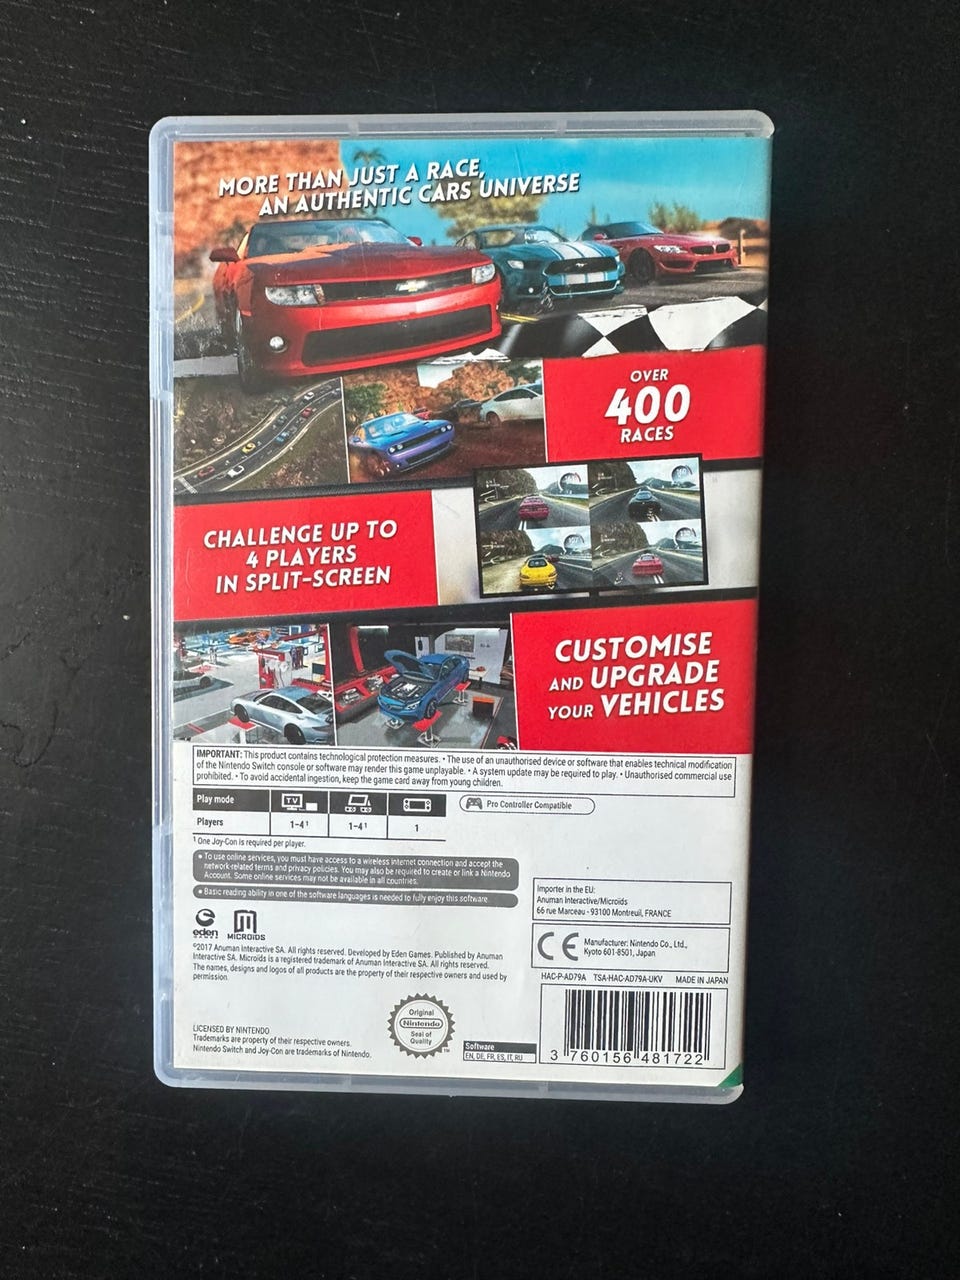 MORE THAN JUST A RACE,
AN AUTHENTIC CARS UNIVERSE
OVER
400
RACES
CHALLENGE UP TO
4 PLAYERS
IN SPLIT-SCREEN
CUSTOMISE
AND UPGRADE
YOUR VEHICLES
IMPORTANT: This product contains technological protection measures. • The use of an unauthorised device or software that enables technical modification
of the Nintendo Switch console or software may render this game unplayable. • A system update may be required to play. • Unauthorised commercial use
prohibited. • To avoid accidental ingestion, keep the game card away from young children.
Play mode TV
Pro Controller Compatible
Players 1-4¹ 1-4¹ 1
¹ One Joy-Con is required per player.
• To use online services, you must have access to a wireless internet connection and accept the
network-related terms and privacy policies. You may also be required to create or link a Nintendo
Account. Some online services may not be available in all countries.
• Basic reading ability in one of the software languages is needed to fully enjoy this software.
Importer in the EU:
Anuman Interactive/Microïds
66 rue Marceau - 93100 Montreuil, FRANCE
eden
GAMES
MICROÏDS
©2017 Anuman Interactive SA. All rights reserved. Developed by Eden Games. Published by Anuman
Interactive SA. Microïds is a registered trademark of Anuman Interactive SA. All rights reserved.
The names, designs and logos of all products are the property of their respective owners and used by
permission.
CE
Manufacturer: Nintendo Co., Ltd.,
Kyoto 601-8501, Japan
HAC-P-AD79A TSA-HAC-AD79A-UKV MADE IN JAPAN
LICENSED BY NINTENDO
Trademarks are property of their respective owners.
Nintendo Switch and Joy-Con are trademarks of Nintendo.
Original
Nintendo
Seal of
Quality
TM
Software
EN, DE, FR, ES, IT, RU
3 760156 481722